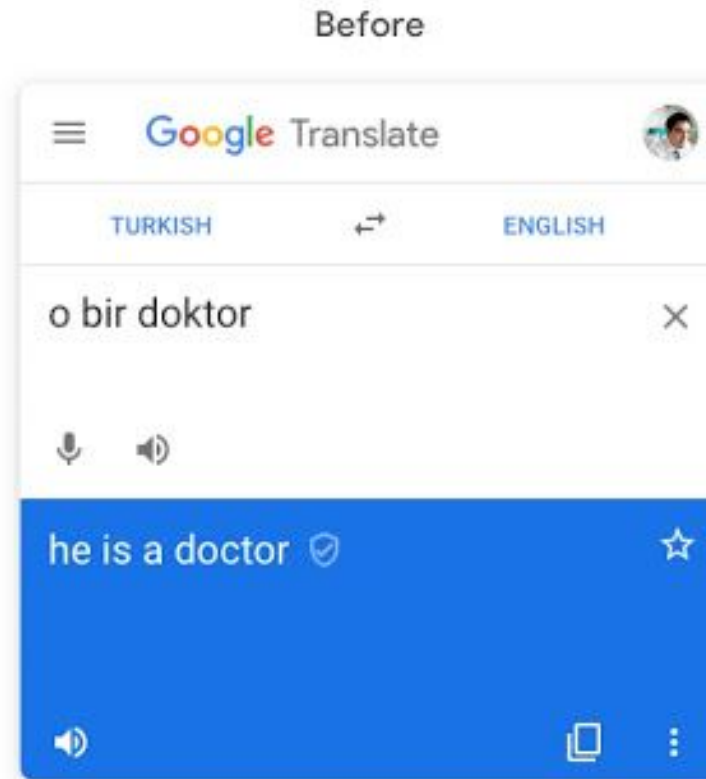 Before
Google Translate
TURKISH ENGLISH
o bir doktor
he is a doctor